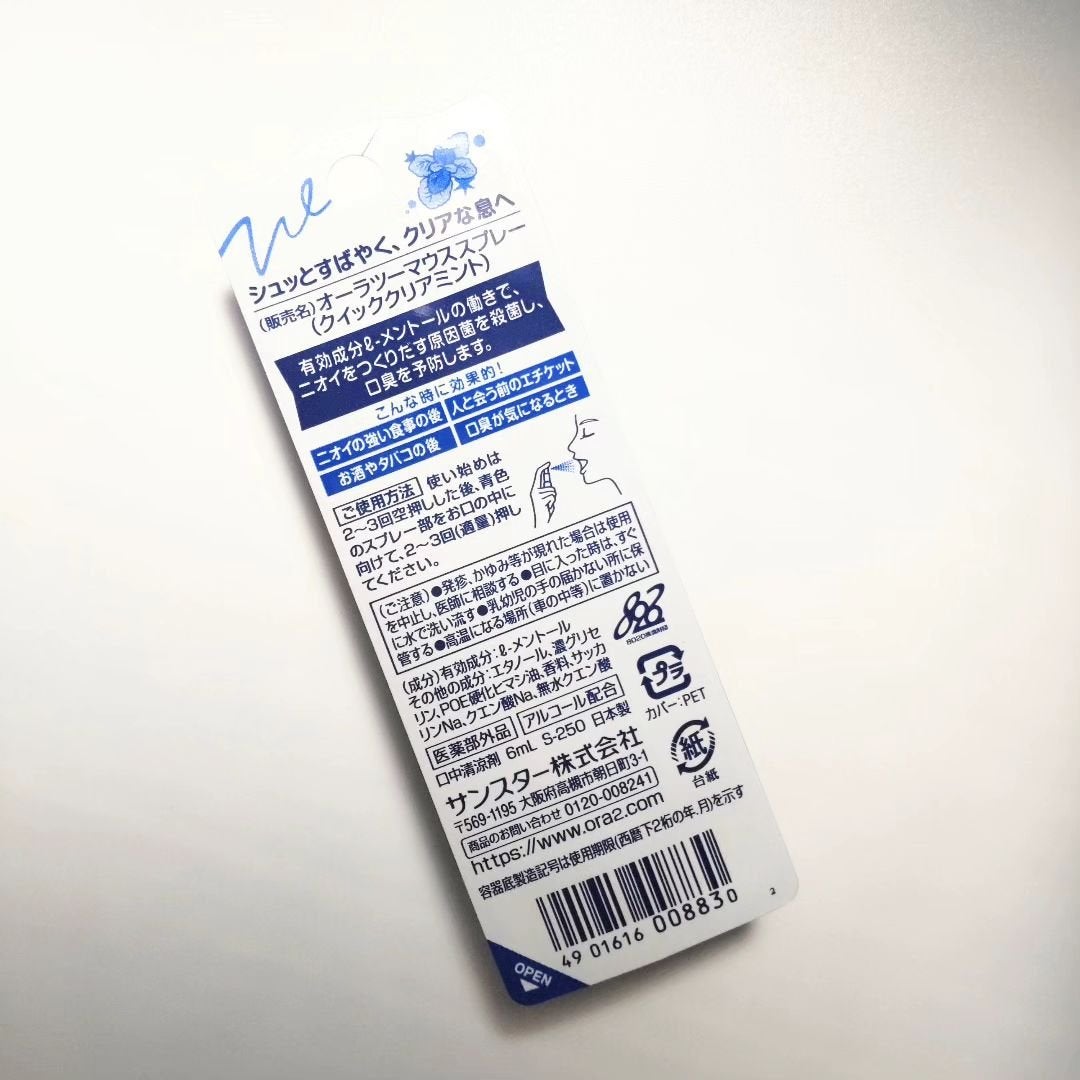 シュッとすばやく、クリアな息へ
(販売名)オーラツーマウススプレー
(クイッククリアミント)
有効成分ℓ-メントールの働きで、
ニオイをつくりだす原因菌を殺菌し、
口臭を予防します。
こんな時に効果的!
ニオイの強い食事の後 人と会う前のエチケット
お酒やタバコの後 口臭が気になるとき
ご使用方法 使い始めは
2〜3回空押しした後、青色
のスプレー部をお口の中に
向けて、2〜3回(適量)押し
てください。
(ご注意)●発疹、かゆみ等が現れた場合は使用
を中止し、医師に相談する●目に入った時は、すぐ
に水で洗い流す●乳幼児の手の届かない所に保
管する●高温になる場所(車の中等)に置かない
(成分)有効成分:ℓ-メントール
その他の成分:エタノール、濃グリセ
リン、POE硬化ヒマシ油、香料、サッカ
リンNa、クエン酸Na、無水クエン酸
医薬部外品 アルコール配合
口中清涼剤 6mL S-250 日本製
サンスター株式会社
〒569-1195 大阪府高槻市朝日町3-1
商品のお問い合わせ 0120-008241
https://www.ora2.com
容器底製造記号は使用期限(西暦下2桁の年、月)を示す
8020推進財団
プラ
カバー:PET
紙
台紙
49 01616 008830
2
OPEN